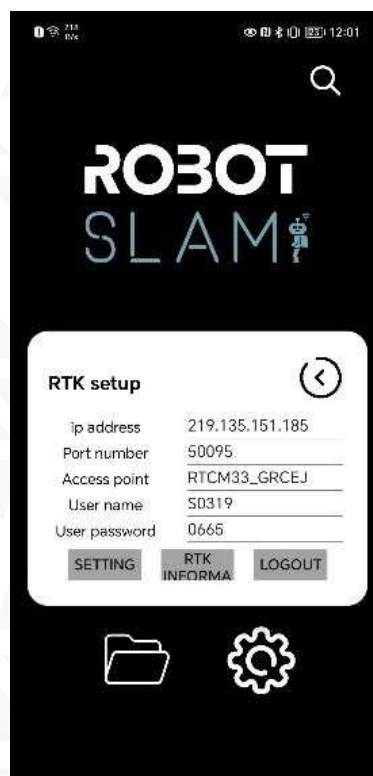 12:01
ROBOT
SLAM
RTK setup
ip address 219.135.151.185
Port number 50095
Access point RTCM33_GRCEJ
User name S0319
User password 0665
SETTING RTK INFORMA LOGOUT